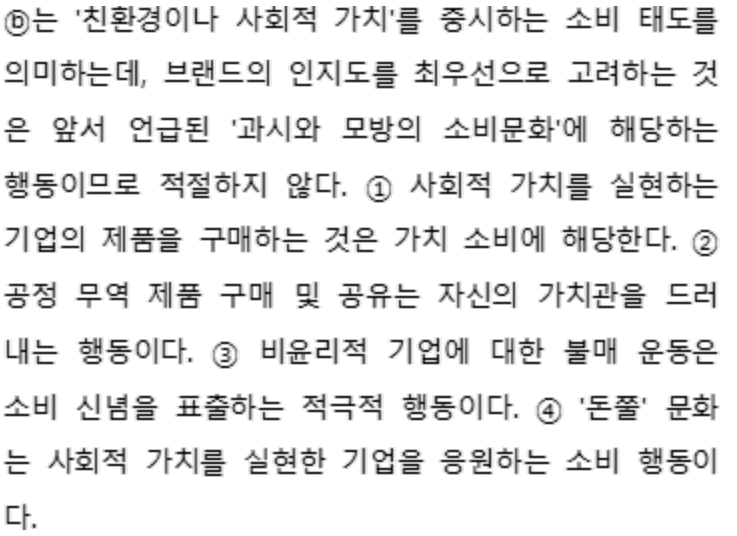 ⓑ는 '친환경이나 사회적 가치'를 중시하는 소비 태도를
의미하는데, 브랜드의 인지도를 최우선으로 고려하는 것
은 앞서 언급된 '과시와 모방의 소비문화'에 해당하는
행동이므로 적절하지 않다. ① 사회적 가치를 실현하는
기업의 제품을 구매하는 것은 가치 소비에 해당한다. ②
공정 무역 제품 구매 및 공유는 자신의 가치관을 드러
내는 행동이다. ③ 비윤리적 기업에 대한 불매 운동은
소비 신념을 표출하는 적극적 행동이다. ④ '돈쭐' 문화
는 사회적 가치를 실현한 기업을 응원하는 소비 행동이
다.